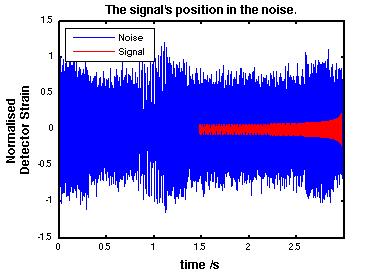 The signal's position in the noise.
1.5
Noise
Signal
1
0.5
0
-0.5
-1
-1.5
Normalised
Detector Strain
0 0.5 1 1.5 2 2.5
time /s